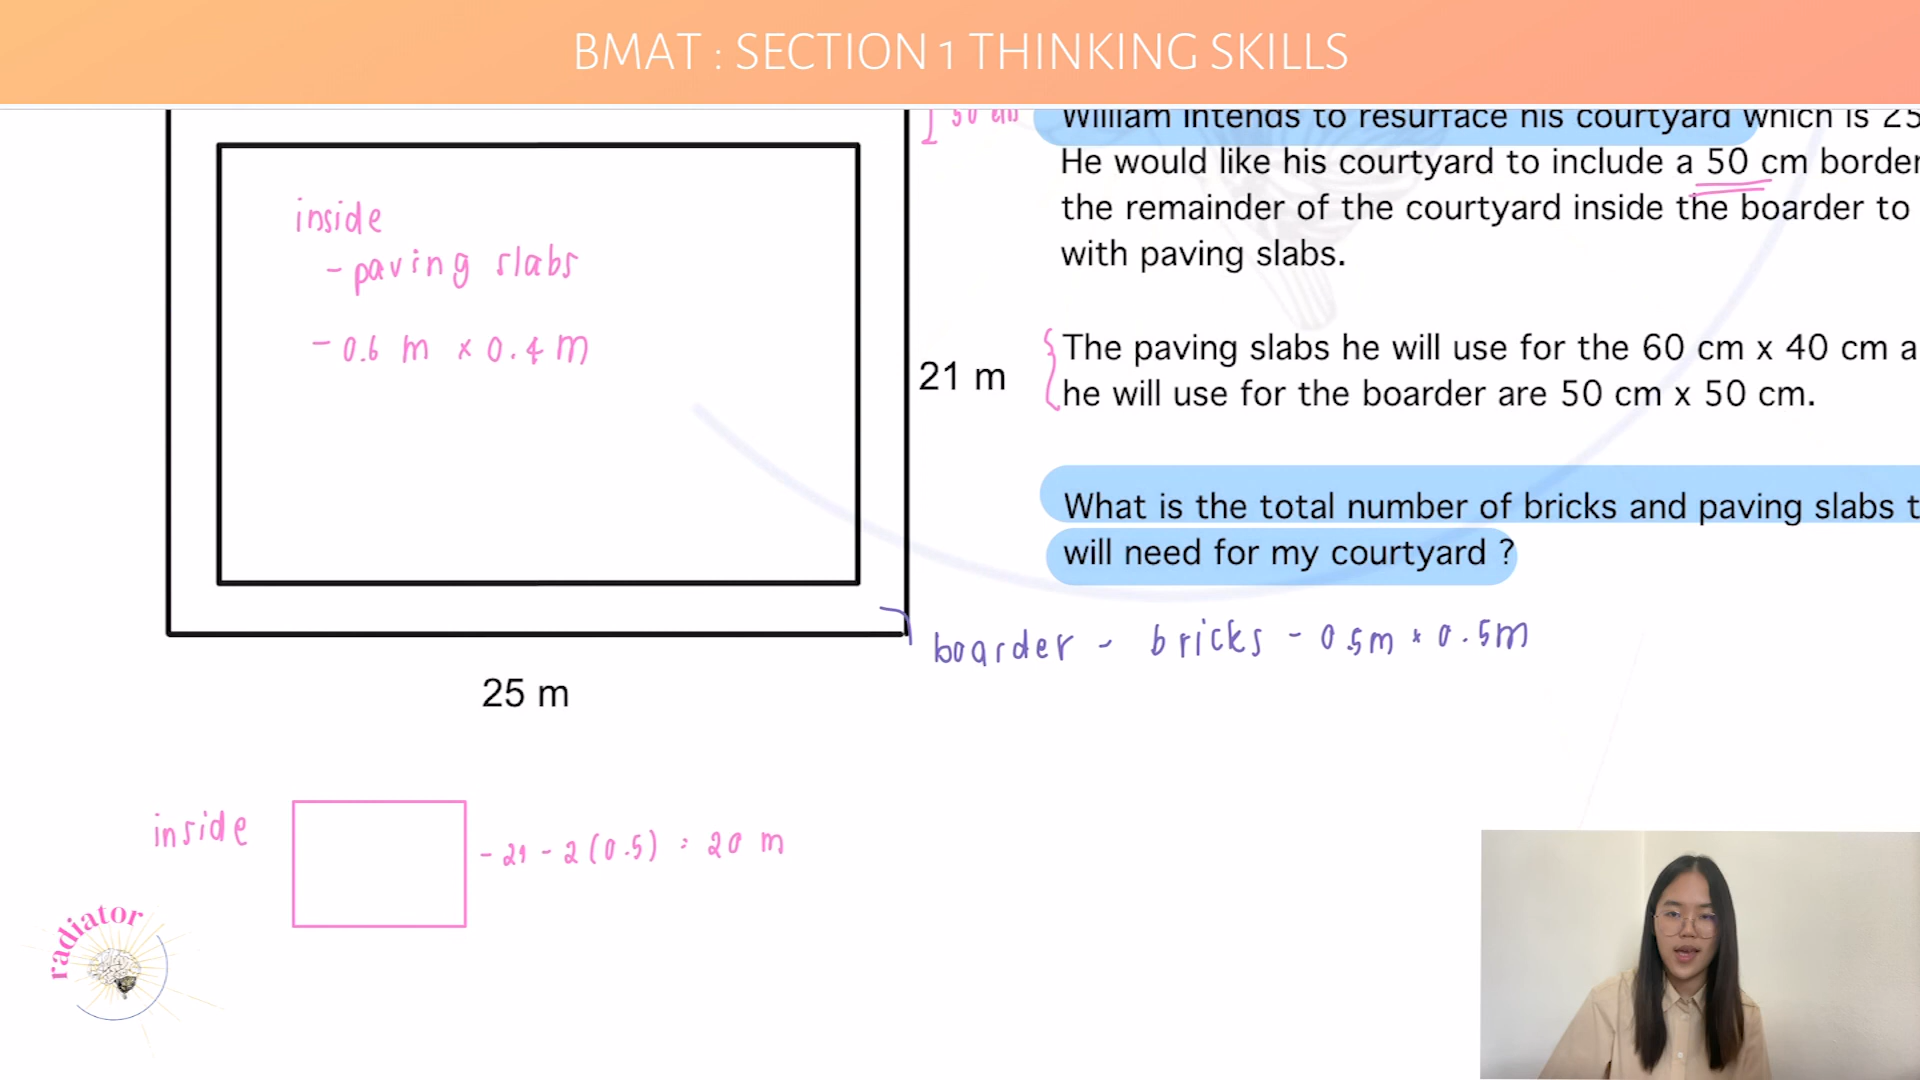 BMAT : SECTION 1 THINKING SKILLS
50 cm
William intends to resurface his courtyard which is 25
He would like his courtyard to include a 50 cm border
the remainder of the courtyard inside the boarder to
with paving slabs.
inside
- paving slabs
- 0.6 m x 0.4 m
21 m
The paving slabs he will use for the 60 cm x 40 cm a
he will use for the boarder are 50 cm x 50 cm.
What is the total number of bricks and paving slabs t
will need for my courtyard ?
boarder - bricks - 0.5m * 0.5m
25 m
inside
- 21 - 2(0.5) = 20 m
radiator